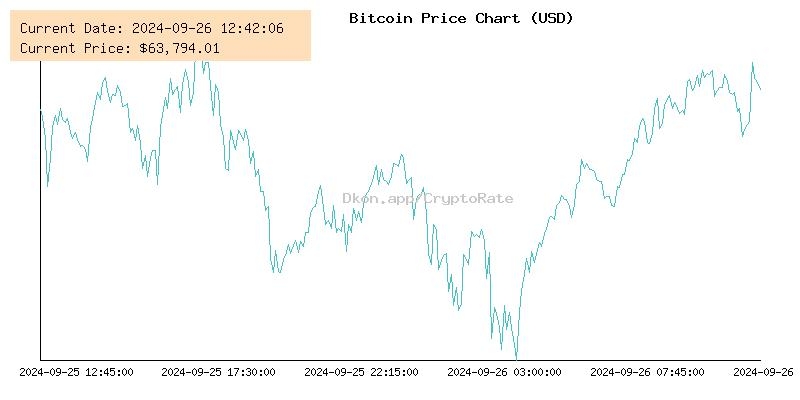 Bitcoin Price Chart (USD)
Current Date: 2024-09-26 12:42:06
Current Price: $63,794.01
Dkon.app/CryptoRate
2024-09-25 12:45:00 2024-09-25 17:30:00 2024-09-25 22:15:00 2024-09-26 03:00:00 2024-09-26 07:45:00 2024-09-26